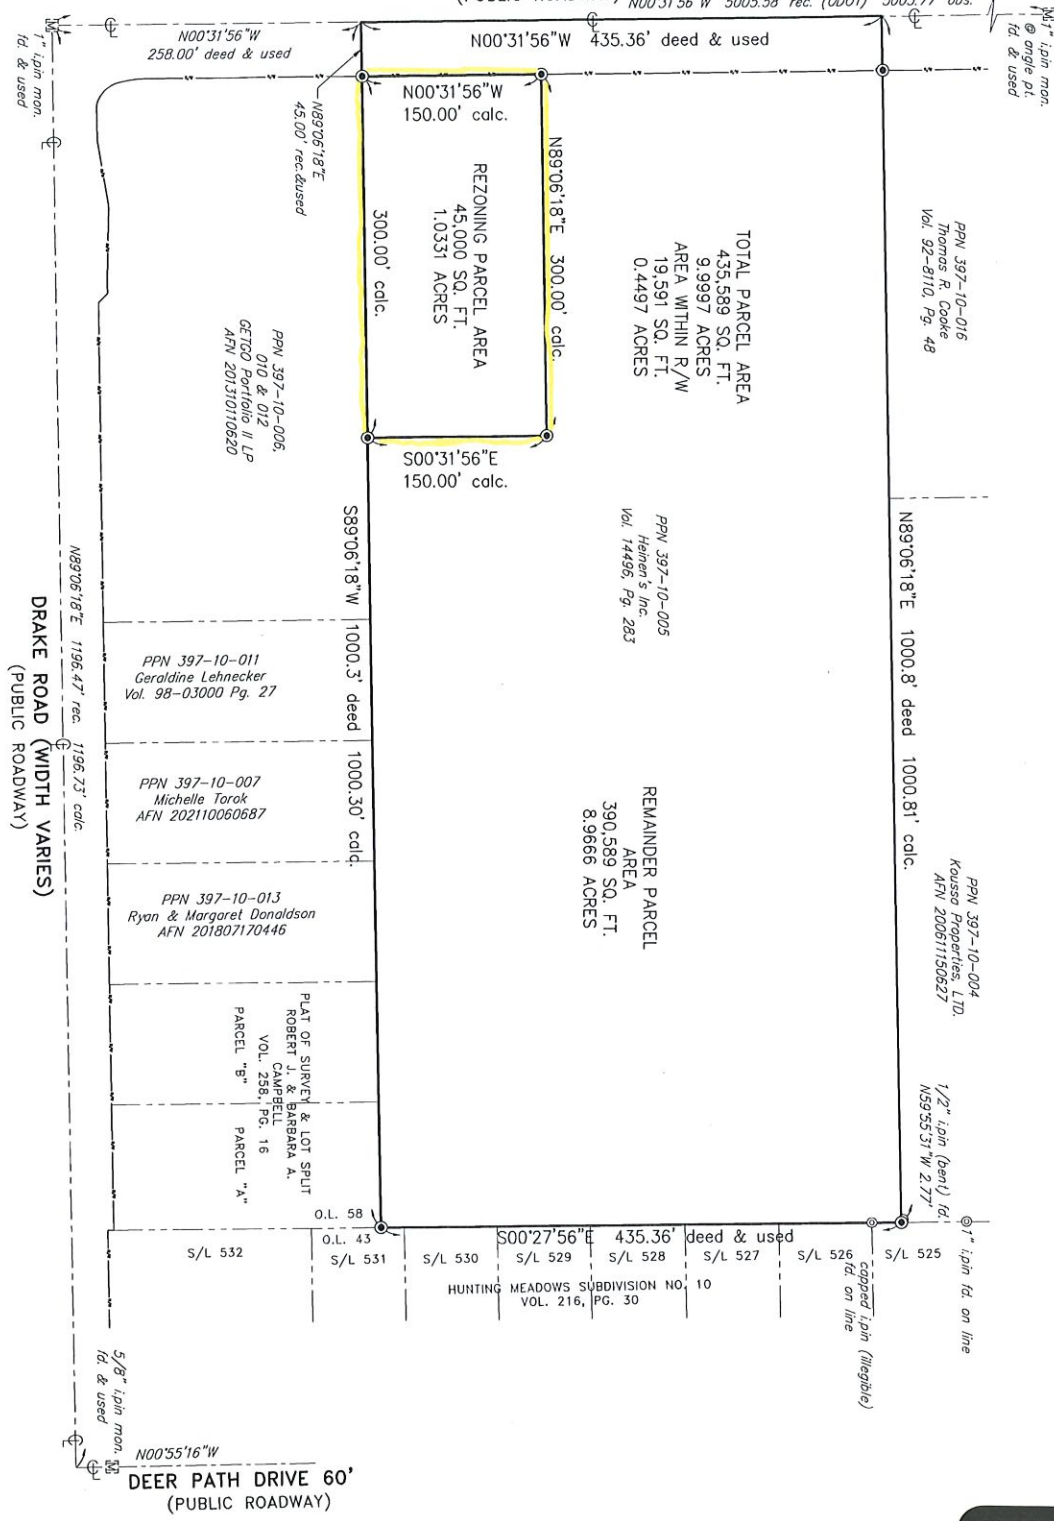 (PUBLIC ROADWAY) N00°31'56"W 5005.58' rec. (ODOT) 5005.77' obs.
1" i.pin mon.
fd. & used
N00°31'56"W
258.00' deed & used
N00°31'56"W 435.36' deed & used
1" i.pin mon.
@ angle pt.
fd. & used
N89°06'18"E
45.00' rec.&used
N00°31'56"W
150.00' calc.
N89°06'18"E 300.00' calc.
REZONING PARCEL AREA
45,000 SQ. FT.
1.0331 ACRES
300.00' calc.
S00°31'56"E
150.00' calc.
TOTAL PARCEL AREA
435,589 SQ. FT.
9.9997 ACRES
AREA WITHIN R/W
19,591 SQ. FT.
0.4497 ACRES
PPN 397-10-016
Thomas R. Cooke
Vol. 92-8110, Pg. 48
PPN 397-10-006,
010 & 012
GETGO Portfolio II LP
AFN 201310110620
PPN 397-10-005
Heinen's Inc.
Vol. 14496, Pg. 283
S89°06'18"W 1000.3' deed 1000.30' calc.
N89°06'18"E 1000.8' deed 1000.81' calc.
N89°06'18"E 1196.47' rec. 1196.73' calc.
DRAKE ROAD (WIDTH VARIES)
(PUBLIC ROADWAY)
PPN 397-10-011
Geraldine Lehnecker
Vol. 98-03000 Pg. 27
PPN 397-10-007
Michelle Torok
AFN 202110060687
PPN 397-10-013
Ryan & Margaret Donaldson
AFN 201807170446
REMAINDER PARCEL
AREA
390,589 SQ. FT.
8.9666 ACRES
PPN 397-10-004
Koussa Properties, LTD.
AFN 200611150627
PLAT OF SURVEY & LOT SPLIT
ROBERT J. & BARBARA A.
CAMPBELL
VOL. 258, PG. 16
PARCEL "B" PARCEL "A"
1/2" i.pin (bent) fd.
N59°55'31"W 2.77'
1" i.pin fd. on line
capped i.pin (illegible)
fd. on line
O.L. 58
O.L. 43
S00°27'56"E 435.36' deed & used
S/L 532
S/L 531
S/L 530
S/L 529
S/L 528
S/L 527
S/L 526
S/L 525
HUNTING MEADOWS SUBDIVISION NO. 10
VOL. 216, PG. 30
5/8" i.pin mon.
fd. & used
N00°55'16"W
DEER PATH DRIVE 60'
(PUBLIC ROADWAY)